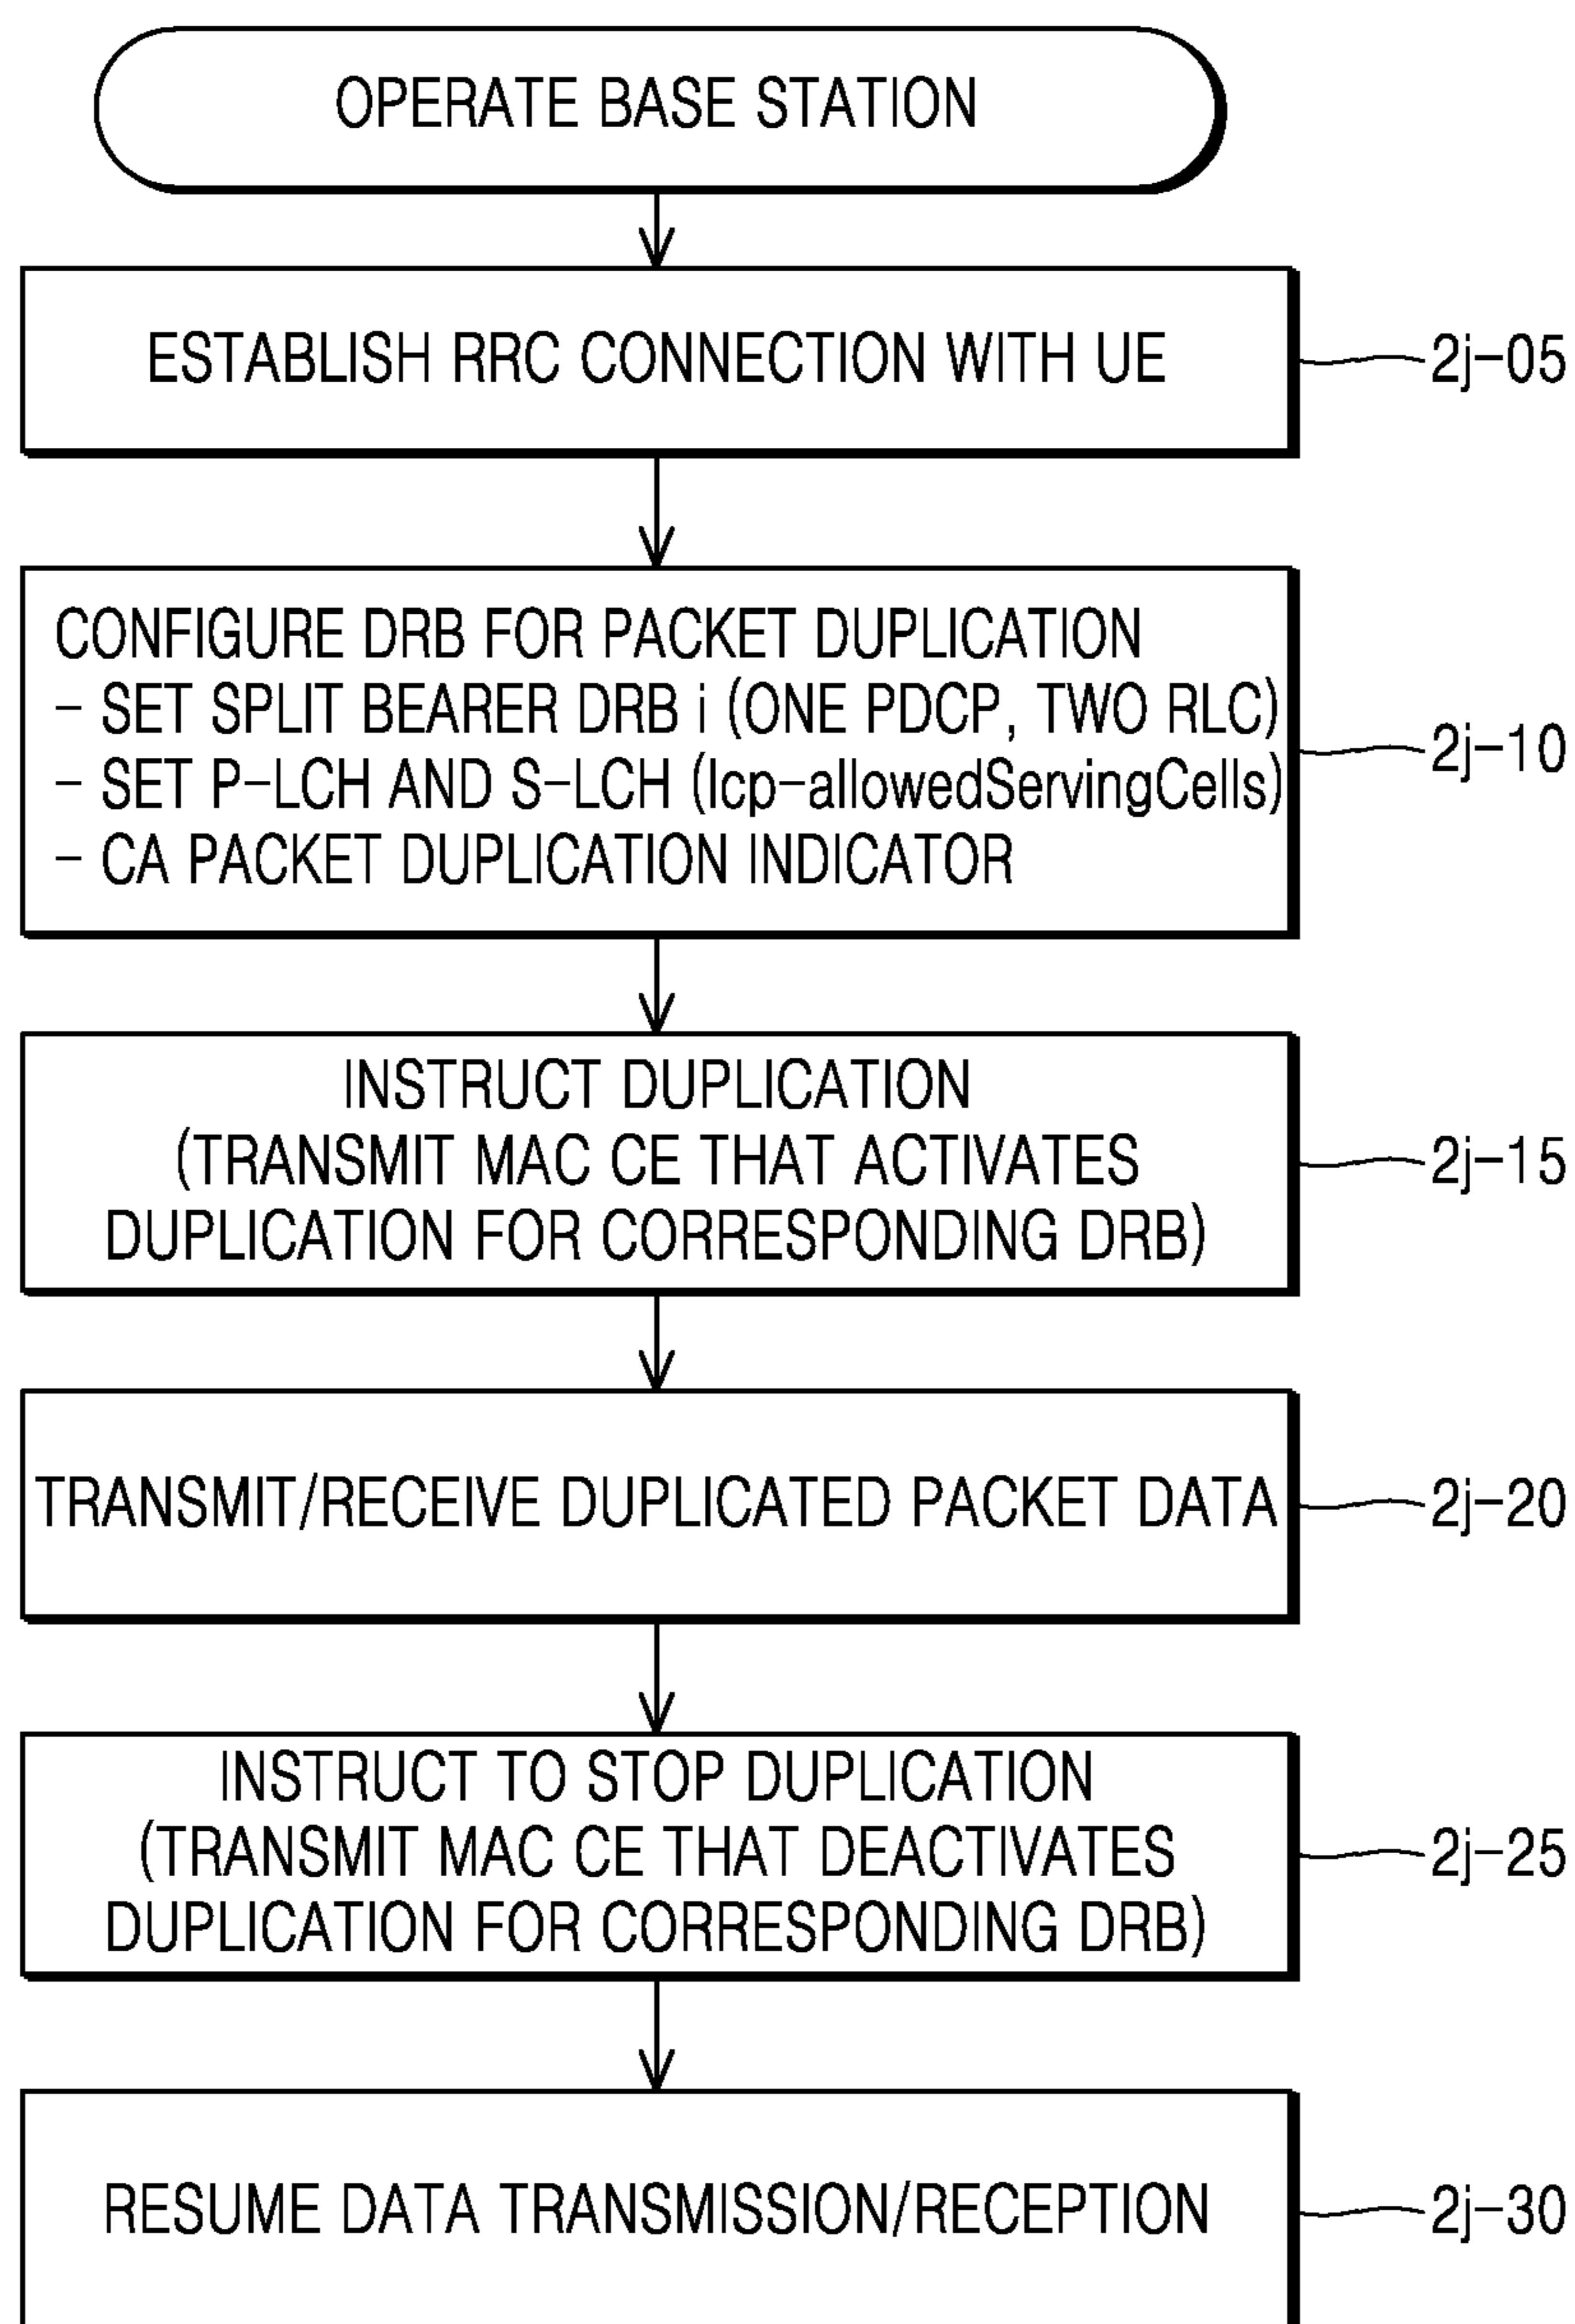 OPERATE BASE STATION
ESTABLISH RRC CONNECTION WITH UE
2j-05
CONFIGURE DRB FOR PACKET DUPLICATION
- SET SPLIT BEARER DRB i (ONE PDCP, TWO RLC)
- SET P-LCH AND S-LCH (lcp-allowedServingCells)
- CA PACKET DUPLICATION INDICATOR
2j-10
INSTRUCT DUPLICATION
(TRANSMIT MAC CE THAT ACTIVATES
DUPLICATION FOR CORRESPONDING DRB)
2j-15
TRANSMIT/RECEIVE DUPLICATED PACKET DATA
2j-20
INSTRUCT TO STOP DUPLICATION
(TRANSMIT MAC CE THAT DEACTIVATES
DUPLICATION FOR CORRESPONDING DRB)
2j-25
RESUME DATA TRANSMISSION/RECEPTION
2j-30